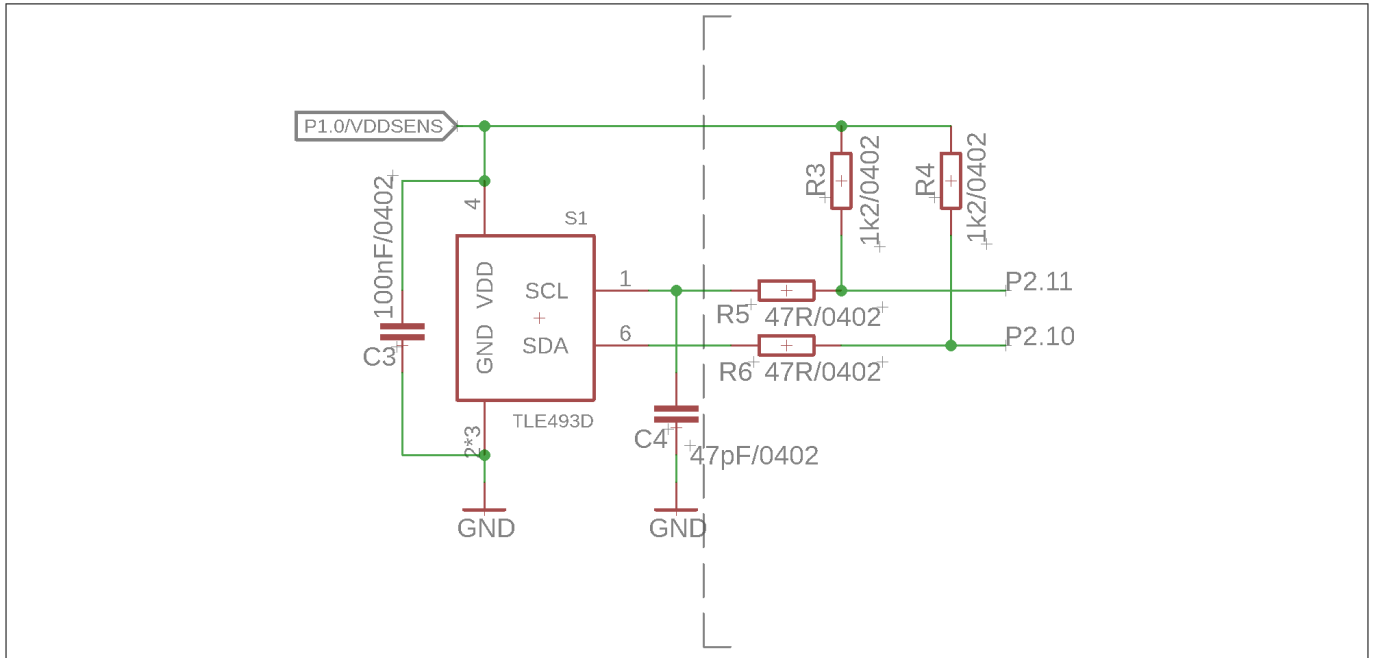 P1.0/VDDSENS
100nF/0402
C3
4
S1
VDD
GND
SCL
SDA
1
6
2*3
TLE493D
GND
C4
47pF/0402
GND
R3
1k2/0402
R4
1k2/0402
R5
47R/0402
R6
47R/0402
P2.11
P2.10